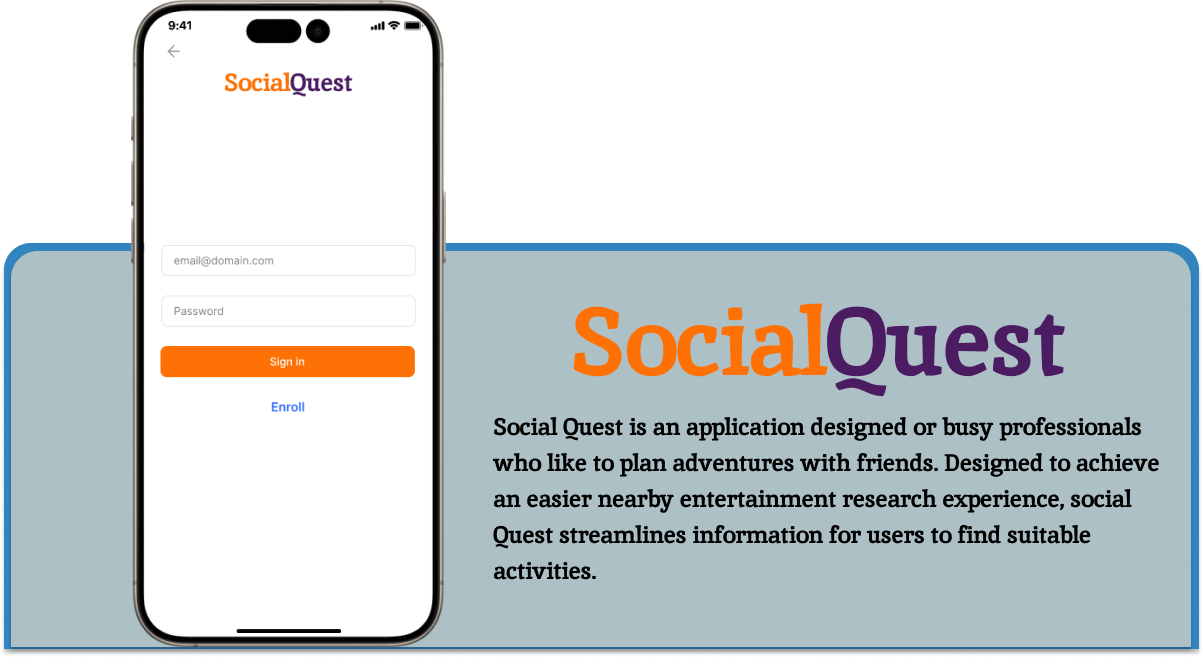 9:41
SocialQuest
email@domain.com
Password
Sign in
Enroll
SocialQuest
Social Quest is an application designed or busy professionals
who like to plan adventures with friends. Designed to achieve
an easier nearby entertainment research experience, social
Quest streamlines information for users to find suitable
activities.